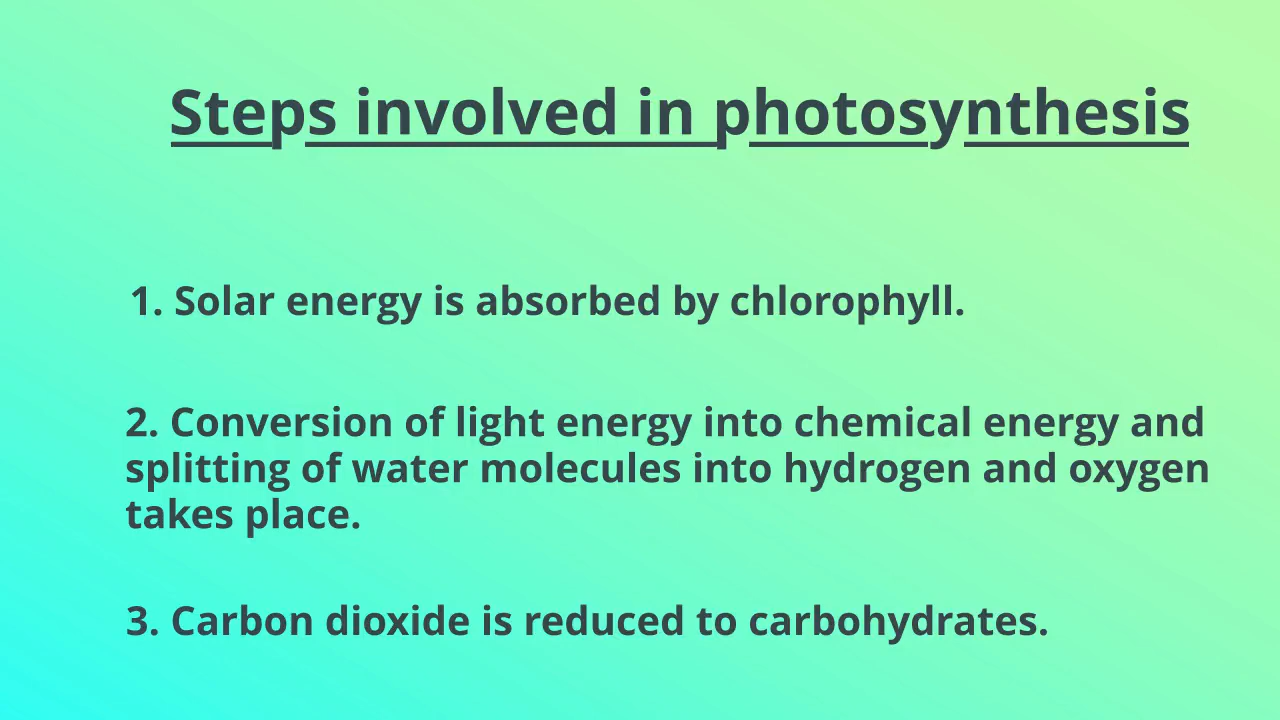 Steps involved in photosynthesis
1. Solar energy is absorbed by chlorophyll.
2. Conversion of light energy into chemical energy and
splitting of water molecules into hydrogen and oxygen
takes place.
3. Carbon dioxide is reduced to carbohydrates.